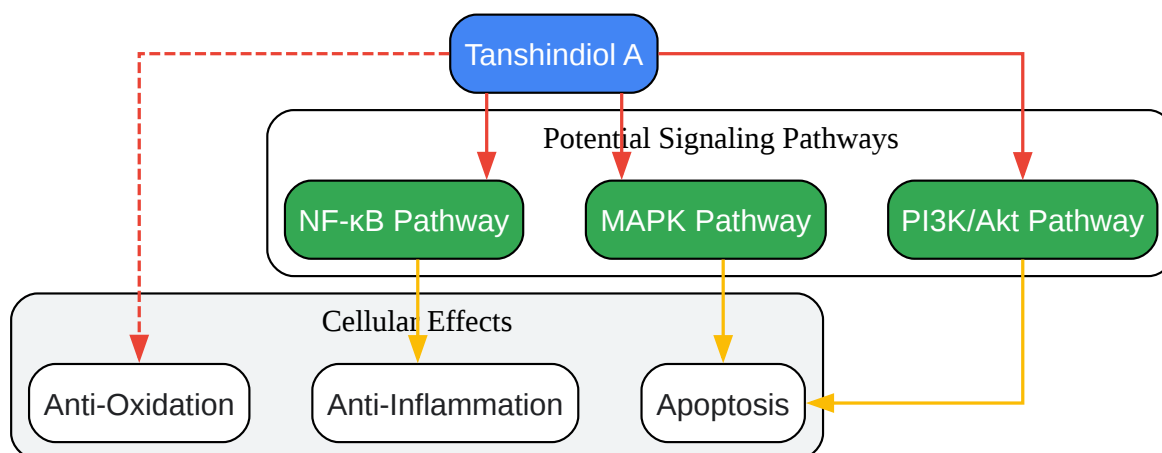 Tanshindiol A
Potential Signaling Pathways
NF-κB Pathway
MAPK Pathway
PI3K/Akt Pathway
Cellular Effects
Anti-Oxidation
Anti-Inflammation
Apoptosis